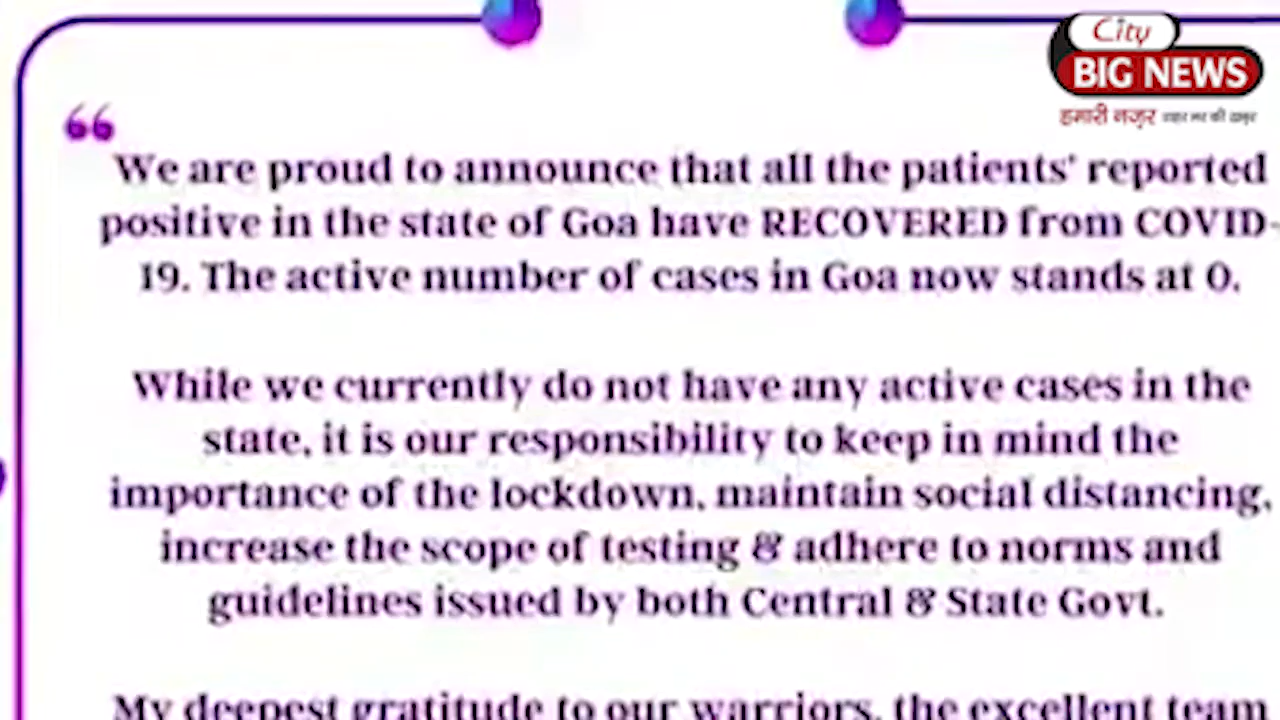 City
BIG NEWS
हमारी नज़र हर शहर की ख़बर
“
We are proud to announce that all the patients' reported
positive in the state of Goa have RECOVERED from COVID-
19. The active number of cases in Goa now stands at 0.
While we currently do not have any active cases in the
state, it is our responsibility to keep in mind the
importance of the lockdown, maintain social distancing,
increase the scope of testing & adhere to norms and
guidelines issued by both Central & State Govt.
My deepest gratitude to our warriors, the excellent team